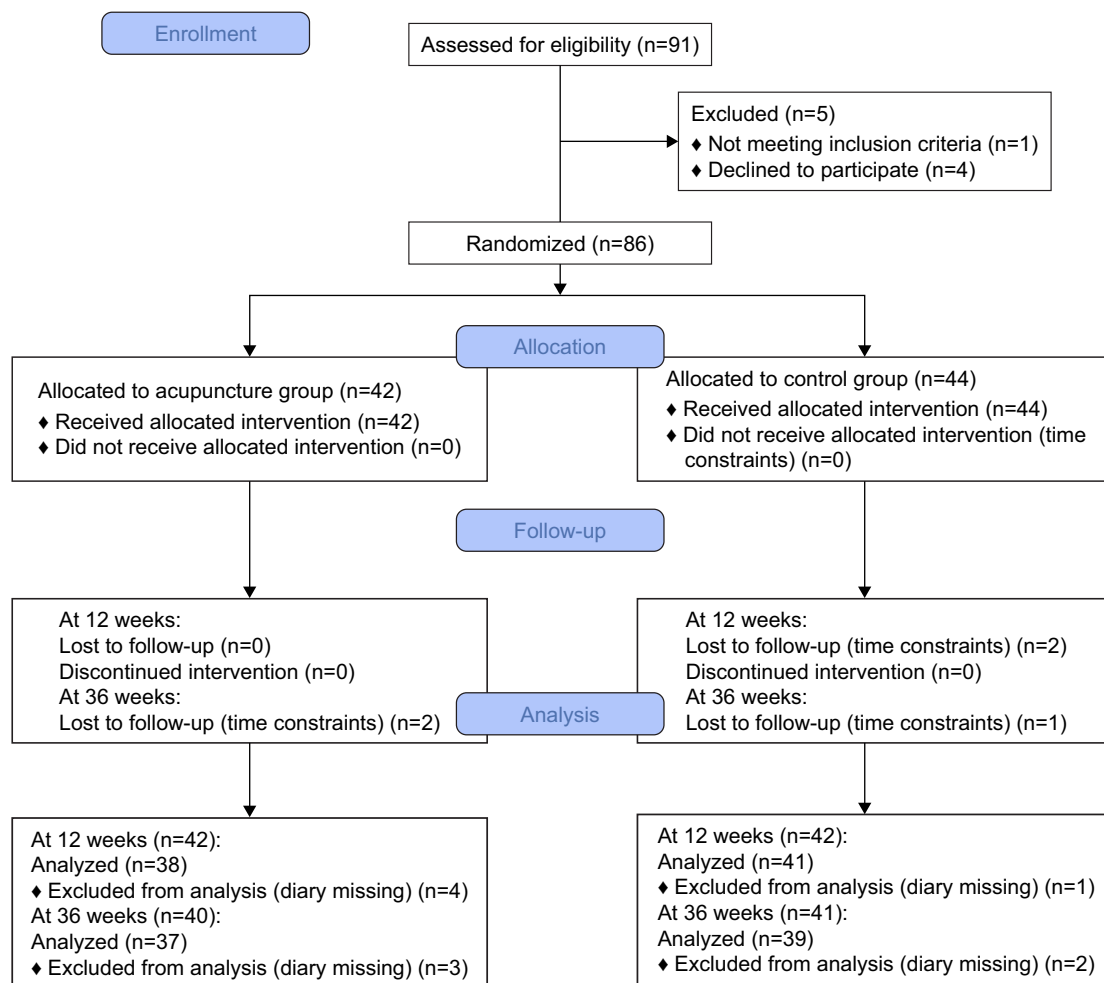 Enrollment
Assessed for eligibility (n=91)
Excluded (n=5)
♦ Not meeting inclusion criteria (n=1)
♦ Declined to participate (n=4)
Randomized (n=86)
Allocation
Allocated to acupuncture group (n=42)
♦ Received allocated intervention (n=42)
♦ Did not receive allocated intervention (n=0)
Allocated to control group (n=44)
♦ Received allocated intervention (n=44)
♦ Did not receive allocated intervention (time
constraints) (n=0)
Follow-up
At 12 weeks:
Lost to follow-up (n=0)
Discontinued intervention (n=0)
At 36 weeks:
Lost to follow-up (time constraints) (n=2)
At 12 weeks:
Lost to follow-up (time constraints) (n=2)
Discontinued intervention (n=0)
At 36 weeks:
Lost to follow-up (time constraints) (n=1)
Analysis
At 12 weeks (n=42):
Analyzed (n=38)
♦ Excluded from analysis (diary missing) (n=4)
At 36 weeks (n=40):
Analyzed (n=37)
♦ Excluded from analysis (diary missing) (n=3)
At 12 weeks (n=42):
Analyzed (n=41)
♦ Excluded from analysis (diary missing) (n=1)
At 36 weeks (n=41):
Analyzed (n=39)
♦ Excluded from analysis (diary missing) (n=2)